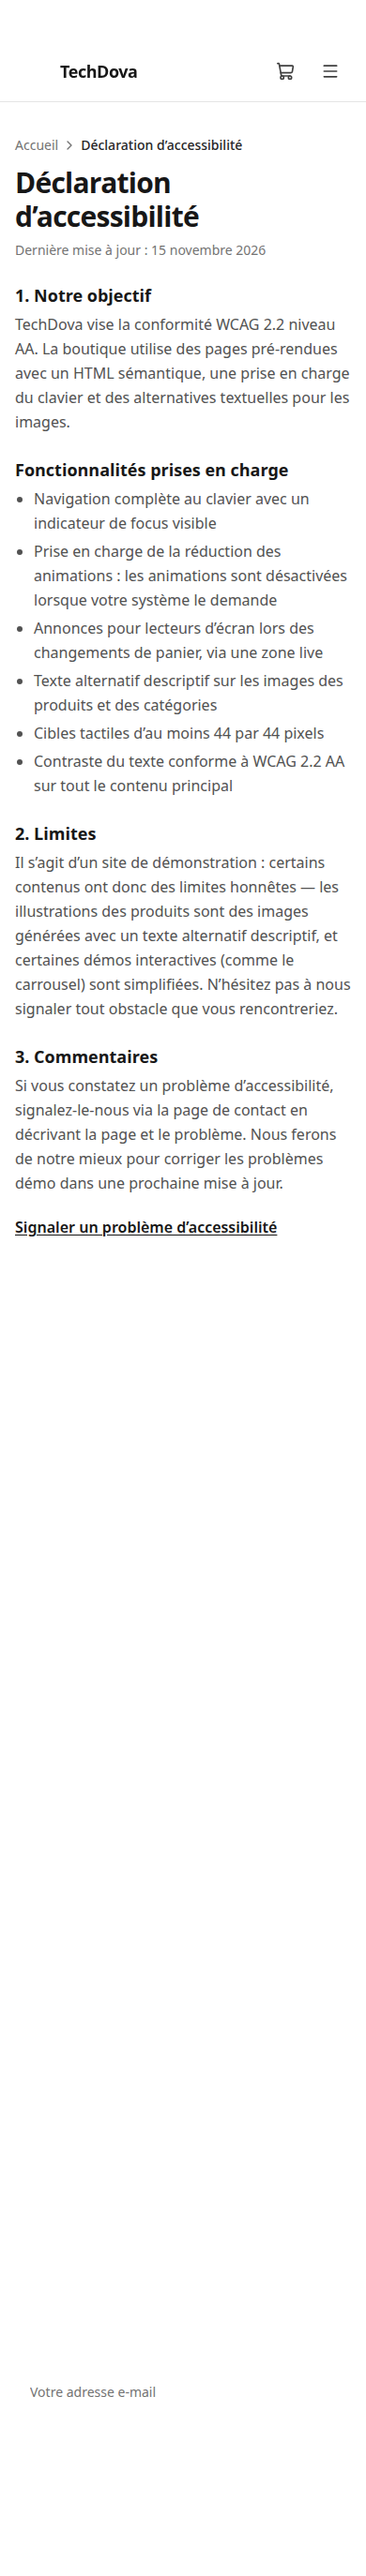 TechDova
Accueil > Déclaration d’accessibilité
Déclaration
d’accessibilité
Dernière mise à jour : 15 novembre 2026
1. Notre objectif
TechDova vise la conformité WCAG 2.2 niveau
AA. La boutique utilise des pages pré-rendues
avec un HTML sémantique, une prise en charge
du clavier et des alternatives textuelles pour les
images.
Fonctionnalités prises en charge
• Navigation complète au clavier avec un
indicateur de focus visible
• Prise en charge de la réduction des
animations : les animations sont désactivées
lorsque votre système le demande
• Annonces pour lecteurs d’écran lors des
changements de panier, via une zone live
• Texte alternatif descriptif sur les images des
produits et des catégories
• Cibles tactiles d’au moins 44 par 44 pixels
• Contraste du texte conforme à WCAG 2.2 AA
sur tout le contenu principal
2. Limites
Il s’agit d’un site de démonstration : certains
contenus ont donc des limites honnêtes — les
illustrations des produits sont des images
générées avec un texte alternatif descriptif, et
certaines démos interactives (comme le
carrousel) sont simplifiées. N’hésitez pas à nous
signaler tout obstacle que vous rencontreriez.
3. Commentaires
Si vous constatez un problème d’accessibilité,
signalez-le-nous via la page de contact en
décrivant la page et le problème. Nous ferons
de notre mieux pour corriger les problèmes
démo dans une prochaine mise à jour.
Signaler un problème d’accessibilité
Votre adresse e-mail